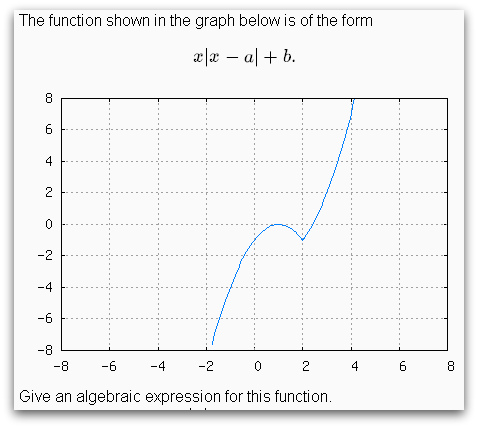 The function shown in the graph below is of the form
x|x − a| + b.
8
6
4
2
0
−2
−4
−6
−8
−8 −6 −4 −2 0 2 4 6 8
Give an algebraic expression for this function.